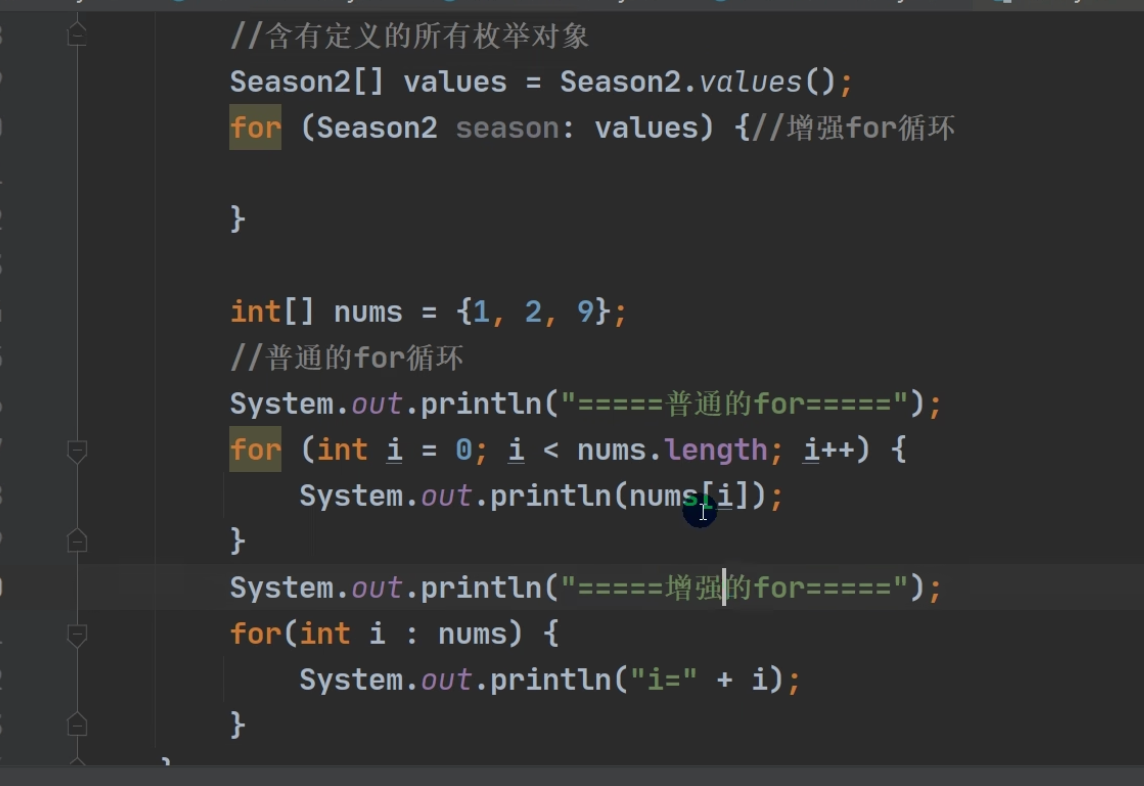 //含有定义的所有枚举对象
Season2[] values = Season2.values();
for (Season2 season: values) {//增强for循环
}
int[] nums = {1, 2, 9};
//普通的for循环
System.out.println("=====普通的for=====");
for (int i = 0; i < nums.length; i++) {
System.out.println(nums[i]);
}
System.out.println("=====增强的for=====");
for(int i : nums) {
System.out.println("i=" + i);
}